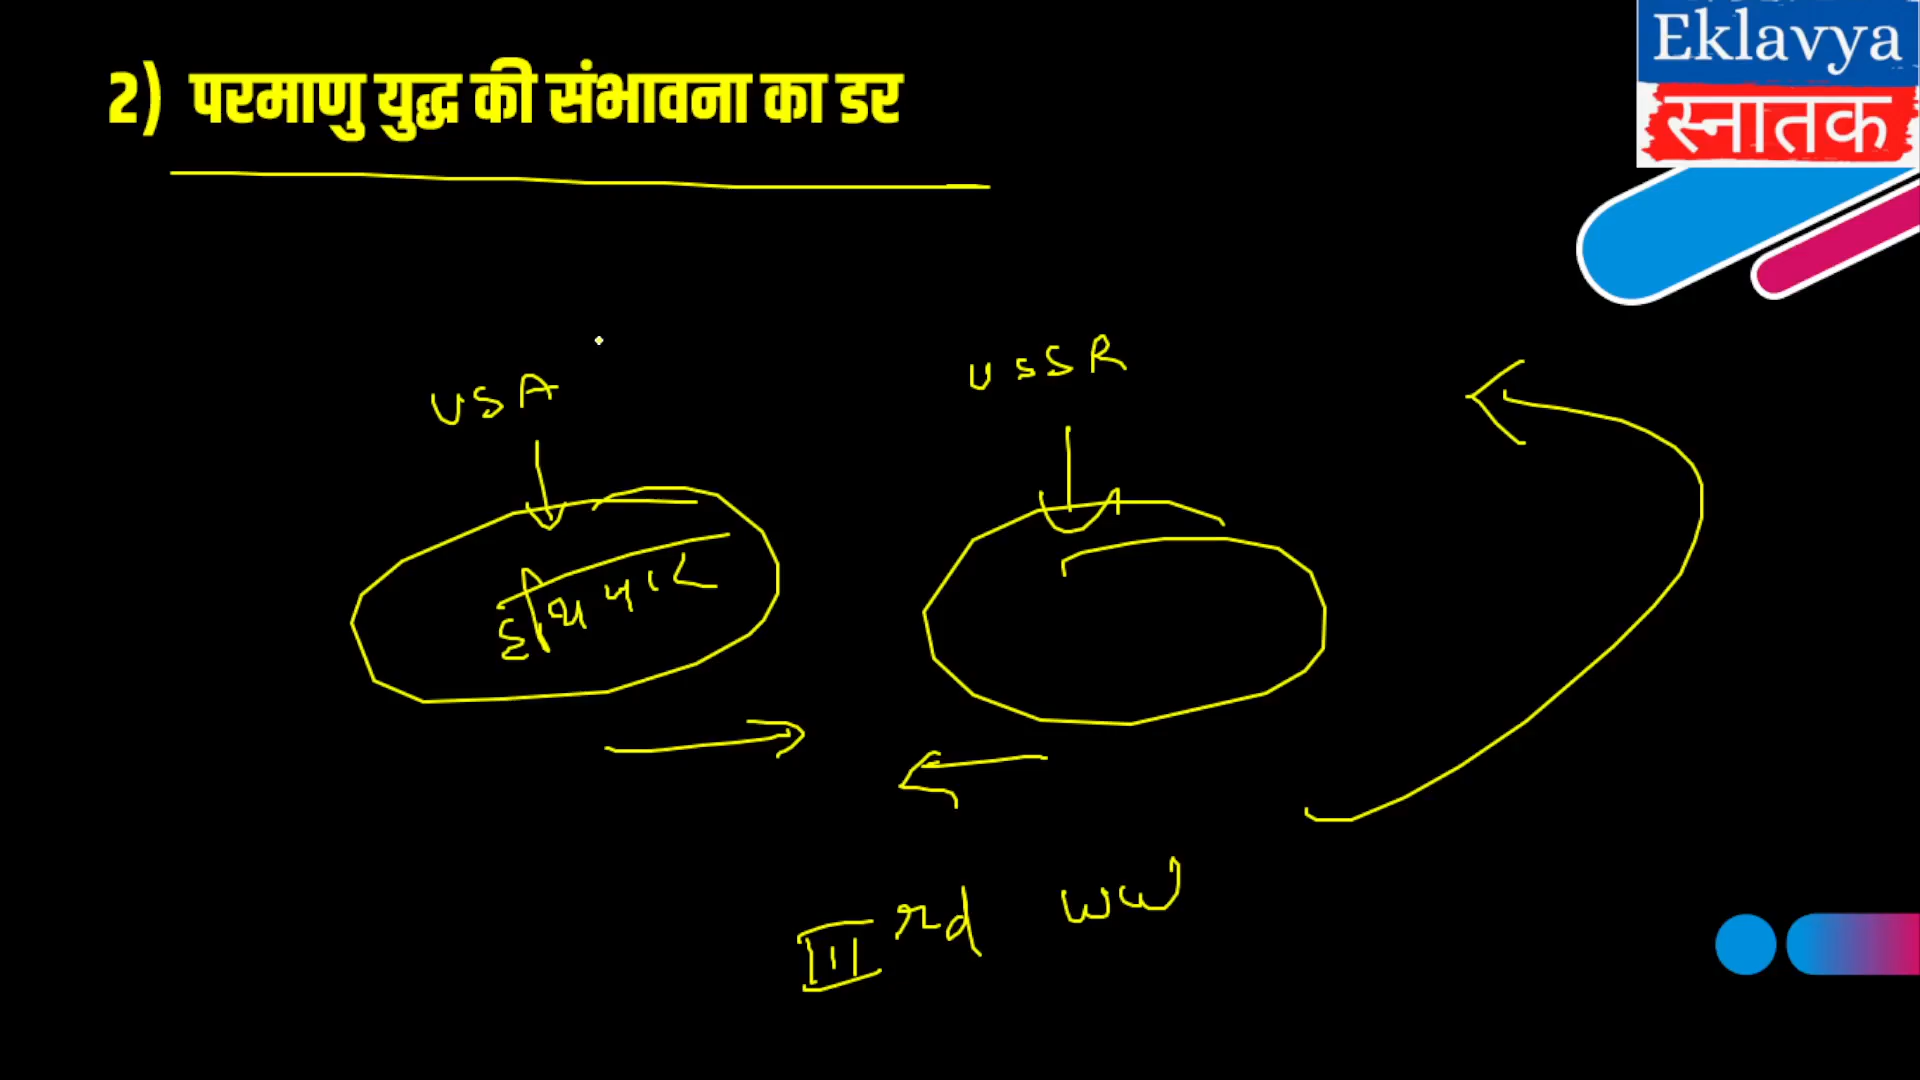 Eklavya
स्नातक
2) परमाणु युद्ध की संभावना का डर
USA
USSR
हथियार
III rd WW